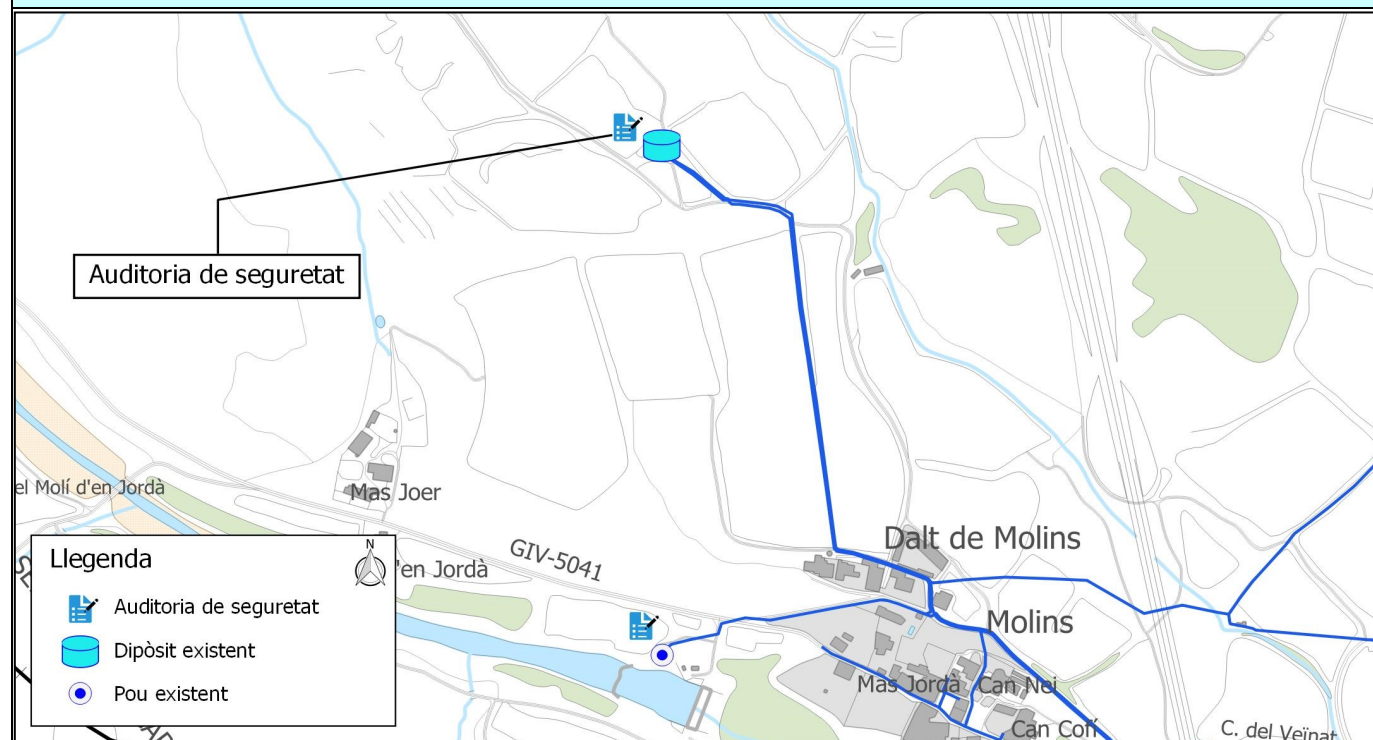 Auditoria de seguretat
el Molí d'en Jordà
Mas Joer
'en Jordà
GIV-5041
Dalt de Molins
Molins
Mas Jordà
Can Nei
Can Cofí
C. del Veïnat
Llegenda
N
Auditoria de seguretat
Dipòsit existent
Pou existent